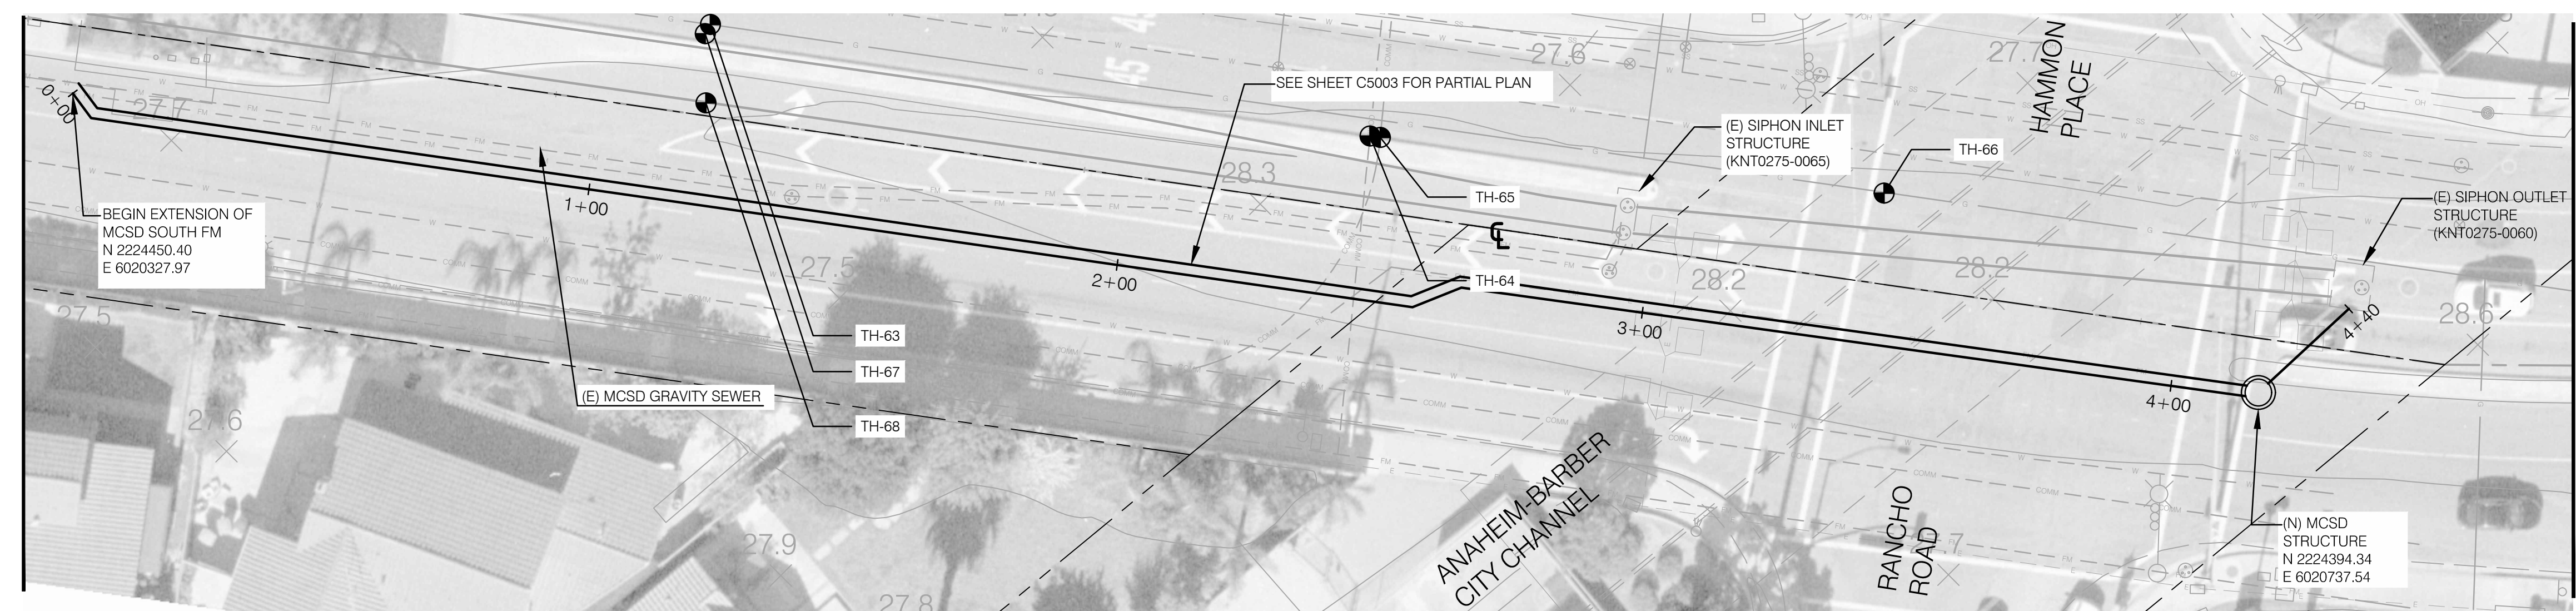 27.6
27.7
HAMMON
PLACE
SEE SHEET C5003 FOR PARTIAL PLAN
0+00
27.7
(E) SIPHON INLET
STRUCTURE
(KNT0275-0065)
TH-66
28.3
TH-65
1+00
BEGIN EXTENSION OF
MCSD SOUTH FM
N 2224450.40
E 6020327.97
(E) SIPHON OUTLET
STRUCTURE
(KNT0275-0060)
27.5
2+00
TH-64
28.2
28.2
28.6
27.5
3+00
4+40
TH-63
TH-67
(E) MCSD GRAVITY SEWER
4+00
27.6
TH-68
ANAHEIM-BARBER
CITY CHANNEL
RANCHO
ROAD
(N) MCSD
STRUCTURE
N 2224394.34
E 6020737.54
27.9
27.8